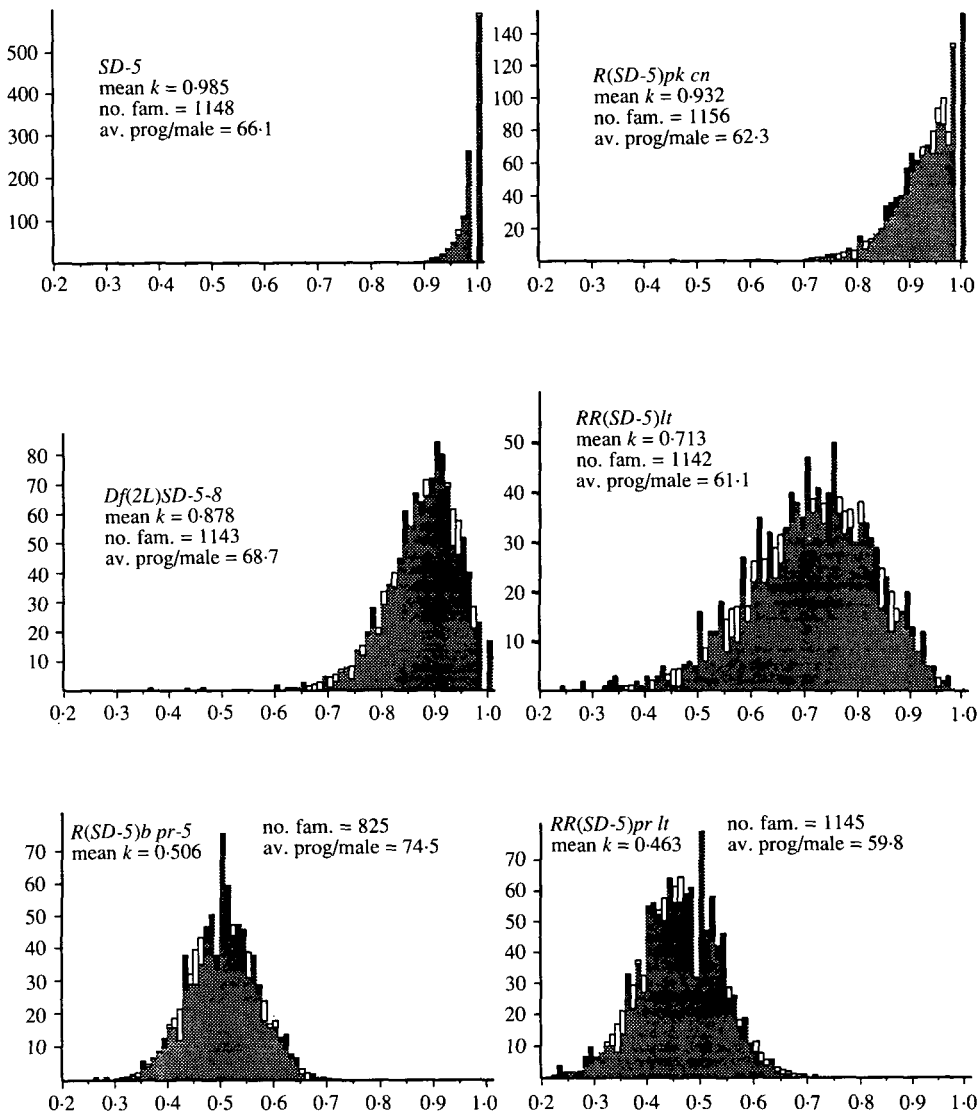 500
400
300
200
100
SD-5
mean k = 0·985
no. fam. = 1148
av. prog/male = 66·1
0·2 0·3 0·4 0·5 0·6 0·7 0·8 0·9 1·0
140
120
100
80
60
40
20
R(SD-5)pk cn
mean k = 0·932
no. fam. = 1156
av. prog/male = 62·3
0·2 0·3 0·4 0·5 0·6 0·7 0·8 0·9 1·0
80
70
60
50
40
30
20
10
Df(2L)SD-5-8
mean k = 0·878
no. fam. = 1143
av. prog/male = 68·7
0·2 0·3 0·4 0·5 0·6 0·7 0·8 0·9 1·0
50
40
30
20
10
RR(SD-5)lt
mean k = 0·713
no. fam. = 1142
av. prog/male = 61·1
0·2 0·3 0·4 0·5 0·6 0·7 0·8 0·9 1·0
70
60
50
40
30
20
10
R(SD-5)b pr-5
mean k = 0·506
no. fam. = 825
av. prog/male = 74·5
0·2 0·3 0·4 0·5 0·6 0·7 0·8 0·9 1·0
70
60
50
40
30
20
10
RR(SD-5)pr lt
mean k = 0·463
no. fam. = 1145
av. prog/male = 59·8
0·2 0·3 0·4 0·5 0·6 0·7 0·8 0·9 1·0